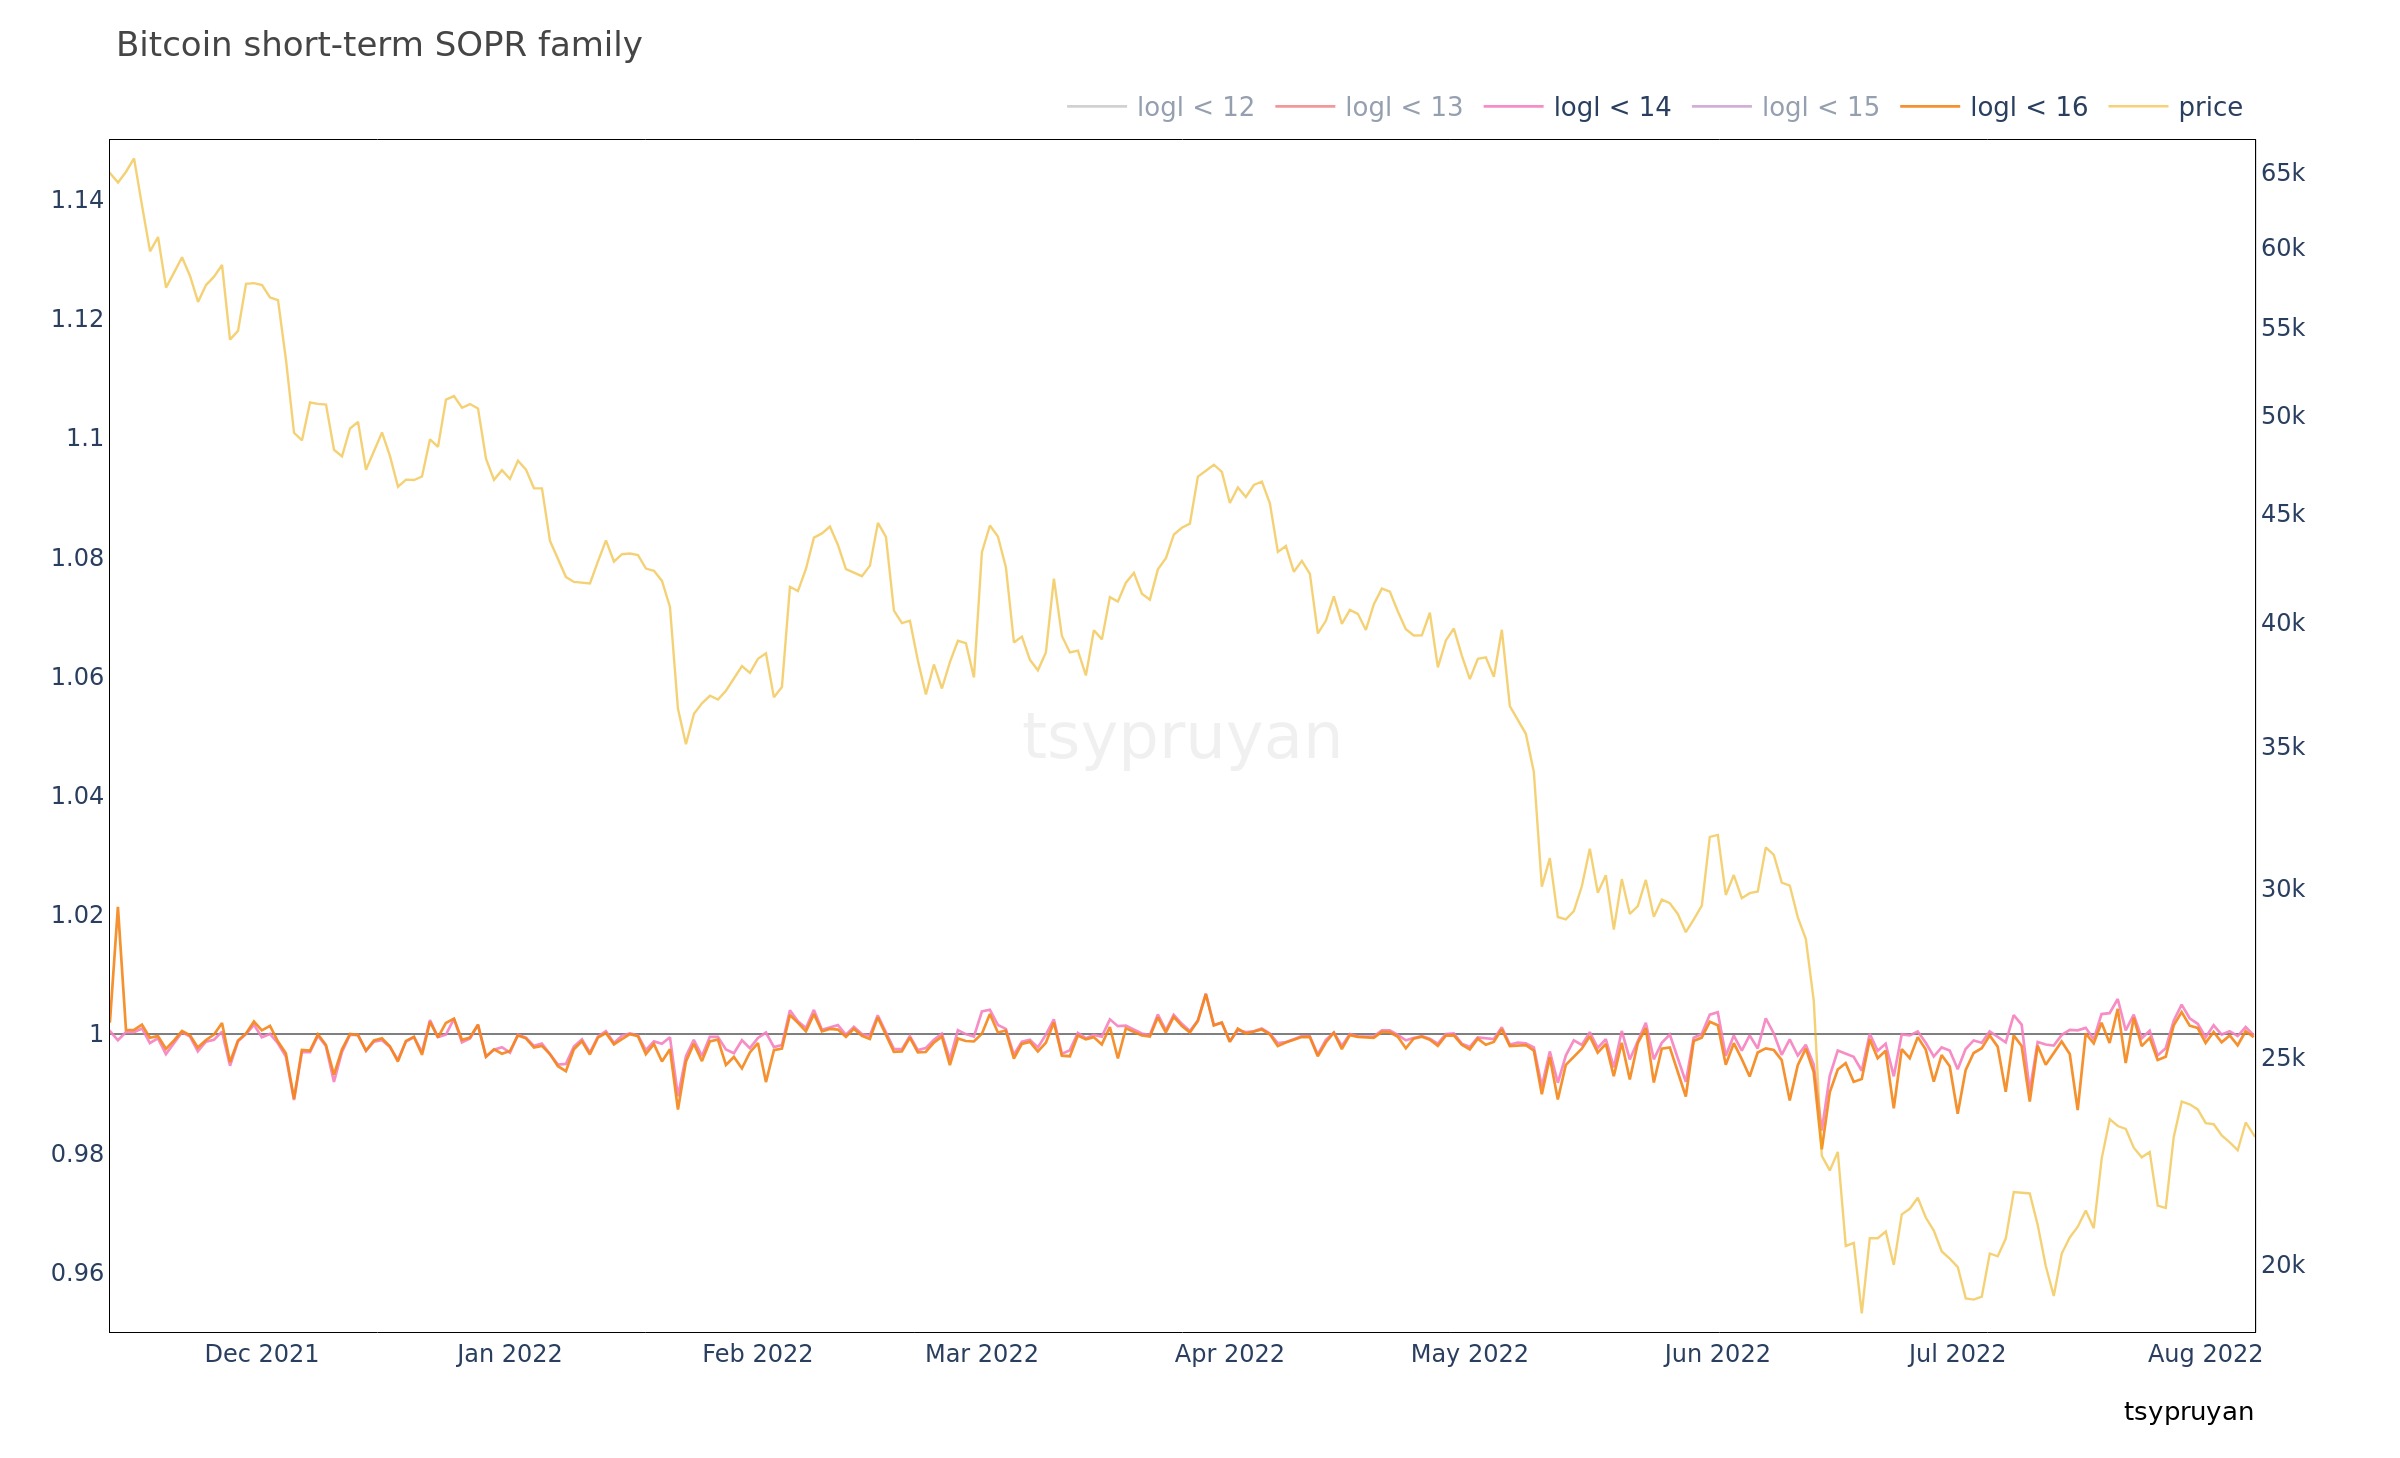 Bitcoin short-term SOPR family
logl < 12 logl < 13 logl < 14 logl < 15 logl < 16 price
1.14
1.12
1.1
1.08
1.06
1.04
1.02
1
0.98
0.96
65k
60k
55k
50k
45k
40k
35k
30k
25k
20k
tsypruyan
Dec 2021 Jan 2022 Feb 2022 Mar 2022 Apr 2022 May 2022 Jun 2022 Jul 2022 Aug 2022
tsypruyan